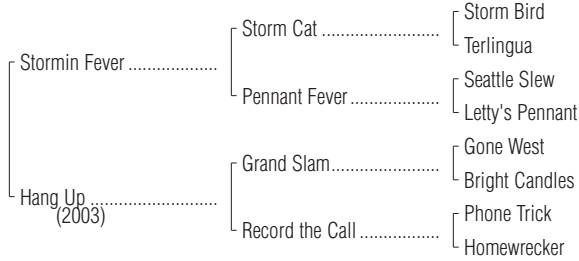 Storm Bird
Storm Cat ........................
Terlingua
Stormin Fever ..................
Seattle Slew
Pennant Fever ..................
Letty's Pennant
Gone West
Grand Slam......................
Bright Candles
Hang Up .........................
(2003)
Phone Trick
Record the Call ................
Homewrecker